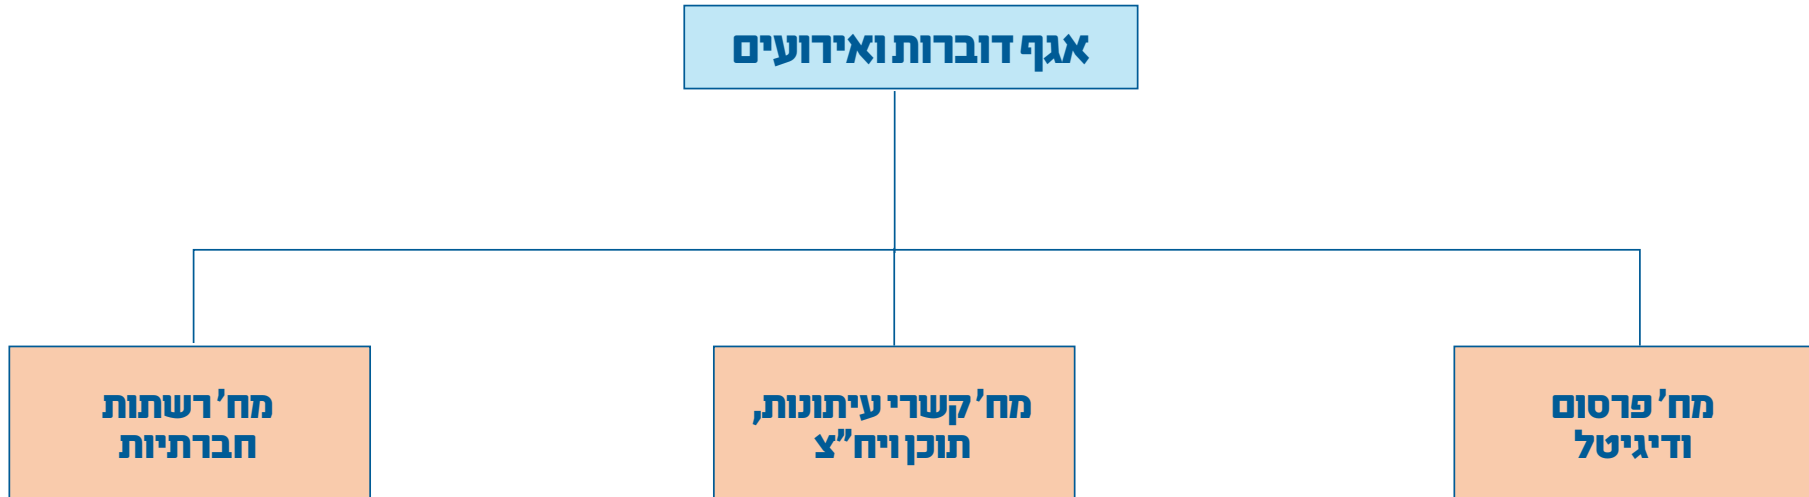 אגף דוברות ואירועים
מח' פרסום
ודיגיטל
מח' קשרי עיתונות,
תוכן ויח"צ
מח' רשתות
חברתיות